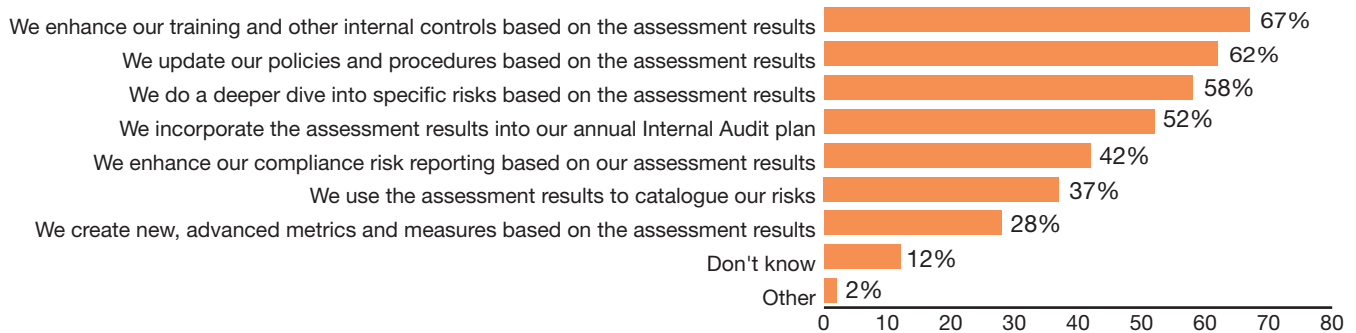 We enhance our training and other internal controls based on the assessment results 67%
We update our policies and procedures based on the assessment results 62%
We do a deeper dive into specific risks based on the assessment results 58%
We incorporate the assessment results into our annual Internal Audit plan 52%
We enhance our compliance risk reporting based on our assessment results 42%
We use the assessment results to catalogue our risks 37%
We create new, advanced metrics and measures based on the assessment results 28%
Don't know 12%
Other 2%
0 10 20 30 40 50 60 70 80